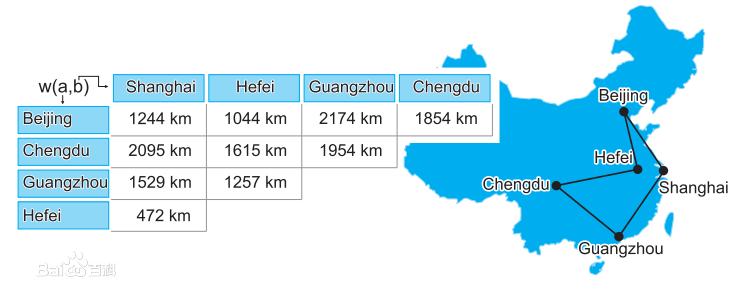 w(a,b) Shanghai Hefei Guangzhou Chengdu
Beijing 1244 km 1044 km 2174 km 1854 km
Chengdu 2095 km 1615 km 1954 km
Guangzhou 1529 km 1257 km
Hefei 472 km
Beijing
Hefei
Chengdu
Shanghai
Guangzhou
Baidu百科